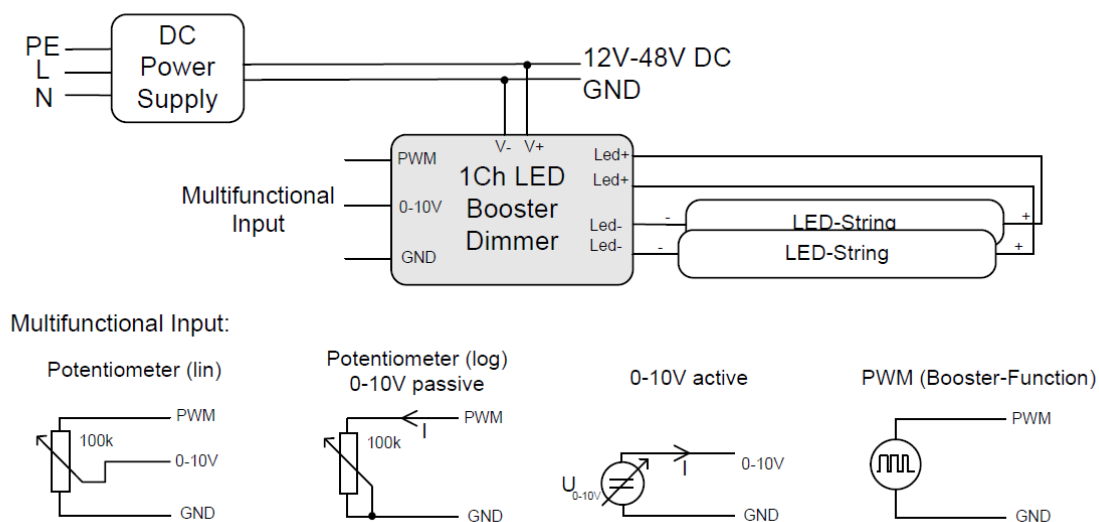 PE
L
N
DC
Power
Supply
12V-48V DC
GND
V- V+
Multifunctional
Input
PWM
0-10V
GND
1Ch LED
Booster
Dimmer
Led+
Led+
Led-
Led-
- LED-String +
- LED-String +
Multifunctional Input:
Potentiometer (lin)
PWM
100k
0-10V
GND
Potentiometer (log)
0-10V passive
PWM
I
100k
GND
0-10V active
U0-10V
I
0-10V
GND
PWM (Booster-Function)
PWM
GND